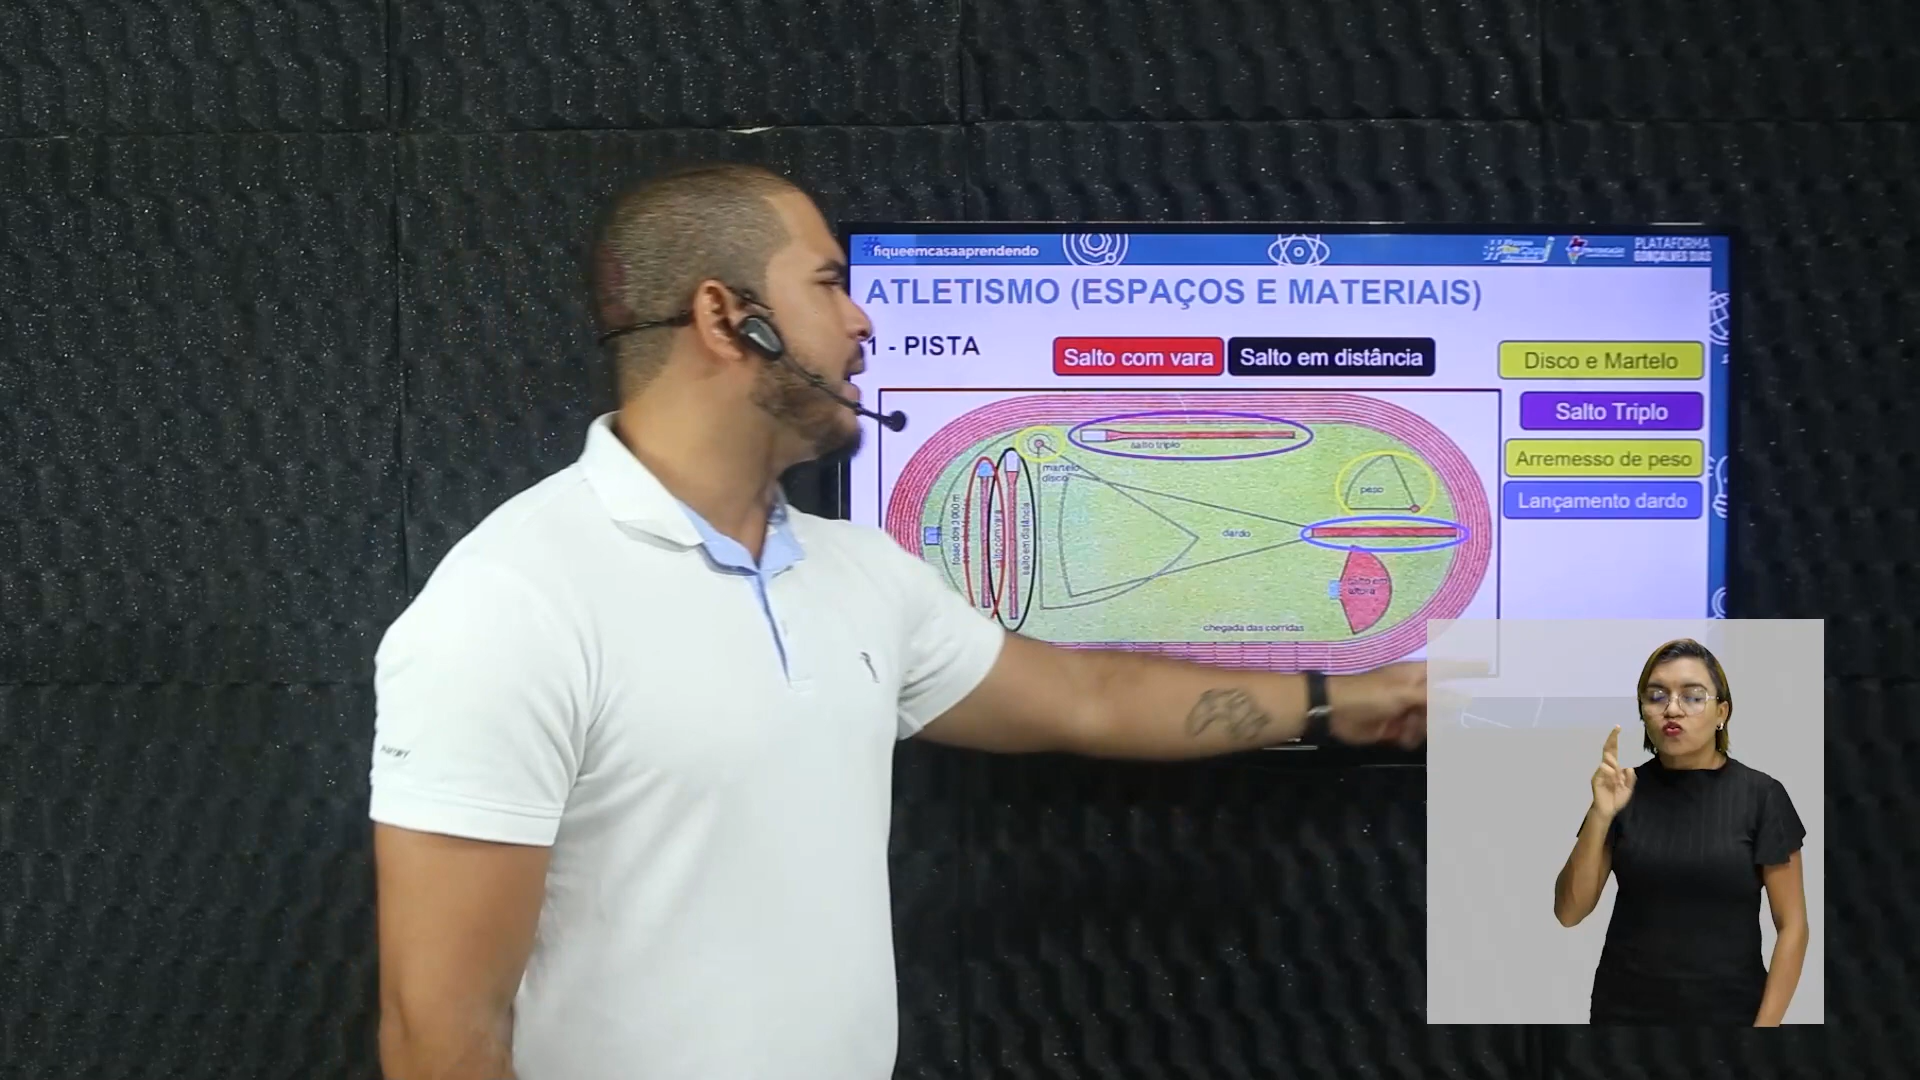 #fiqueemcasaaprendendo
PLATAFORMA
GONÇALVES DIAS
ATLETISMO (ESPAÇOS E MATERIAIS)
1 - PISTA
Salto com vara
Salto em distância
Disco e Martelo
Salto Triplo
Arremesso de peso
Lançamento dardo
salto triplo
martelo
disco
peso
dardo
salto com vara
salto em distância
salto em
altura
chegada das corridas